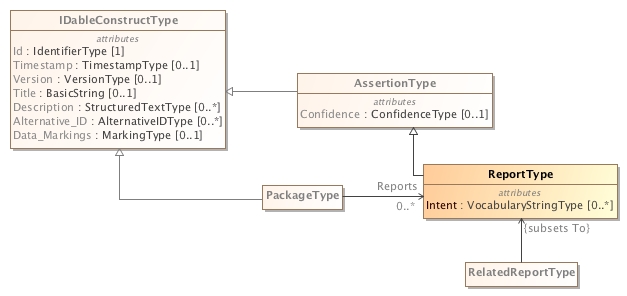 IDableConstructType
attributes
Id : IdentifierType [1]
Timestamp : TimestampType [0..1]
Version : VersionType [0..1]
Title : BasicString [0..1]
Description : StructuredTextType [0..*]
Alternative_ID : AlternativeIDType [0..*]
Data_Markings : MarkingType [0..1]
AssertionType
attributes
Confidence : ConfidenceType [0..1]
ReportType
attributes
Intent : VocabularyStringType [0..*]
PackageType
Reports
0..*
{subsets To}
RelatedReportType